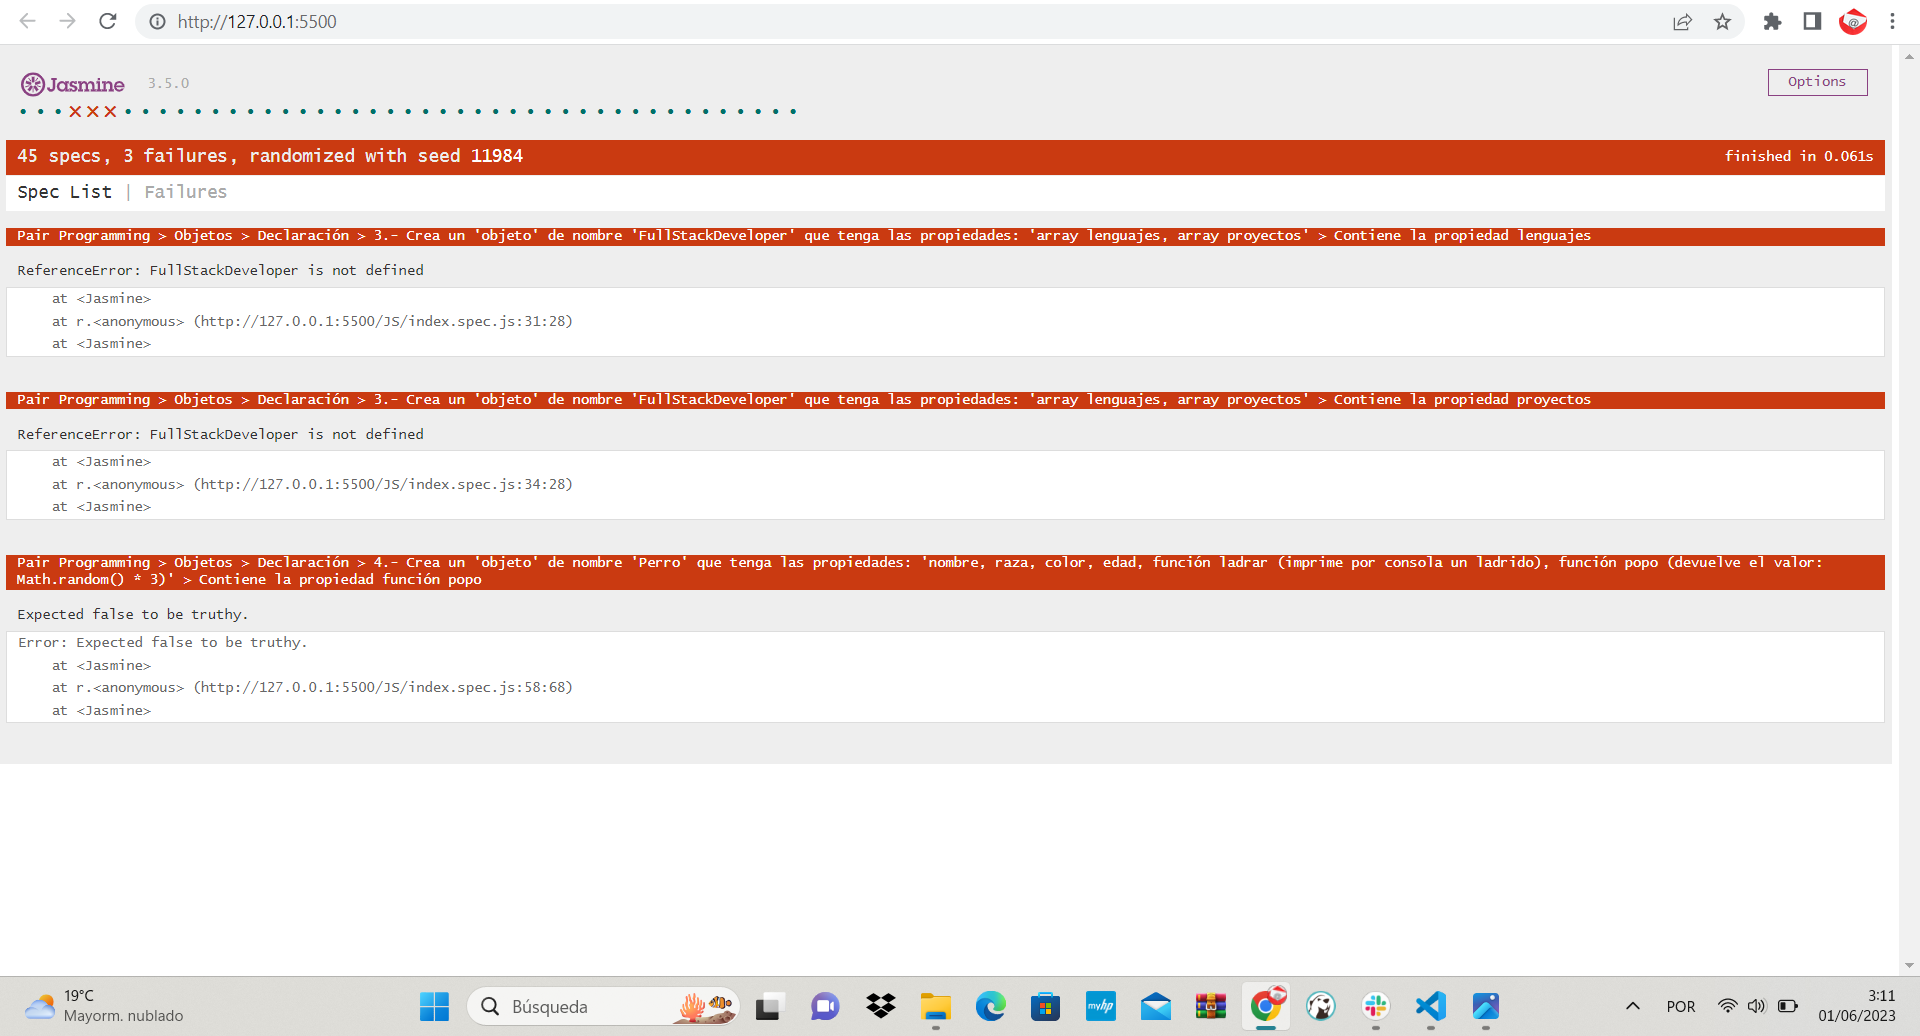 http://127.0.0.1:5500
Jasmine 3.5.0
Options
45 specs, 3 failures, randomized with seed 11984
finished in 0.061s
Spec List | Failures
Pair Programming > Objetos > Declaración > 3.- Crea un 'objeto' de nombre 'FullStackDeveloper' que tenga las propiedades: 'array lenguajes, array proyectos' > Contiene la propiedad lenguajes
ReferenceError: FullStackDeveloper is not defined
at <Jasmine>
at r.<anonymous> (http://127.0.0.1:5500/JS/index.spec.js:31:28)
at <Jasmine>
Pair Programming > Objetos > Declaración > 3.- Crea un 'objeto' de nombre 'FullStackDeveloper' que tenga las propiedades: 'array lenguajes, array proyectos' > Contiene la propiedad proyectos
ReferenceError: FullStackDeveloper is not defined
at <Jasmine>
at r.<anonymous> (http://127.0.0.1:5500/JS/index.spec.js:34:28)
at <Jasmine>
Pair Programming > Objetos > Declaración > 4.- Crea un 'objeto' de nombre 'Perro' que tenga las propiedades: 'nombre, raza, color, edad, función ladrar (imprime por consola un ladrido), función popo (devuelve el valor:
Math.random() * 3)' > Contiene la propiedad función popo
Expected false to be truthy.
Error: Expected false to be truthy.
at <Jasmine>
at r.<anonymous> (http://127.0.0.1:5500/JS/index.spec.js:58:68)
at <Jasmine>
19°C
Mayorm. nublado
Búsqueda
myhp
POR
3:11
01/06/2023